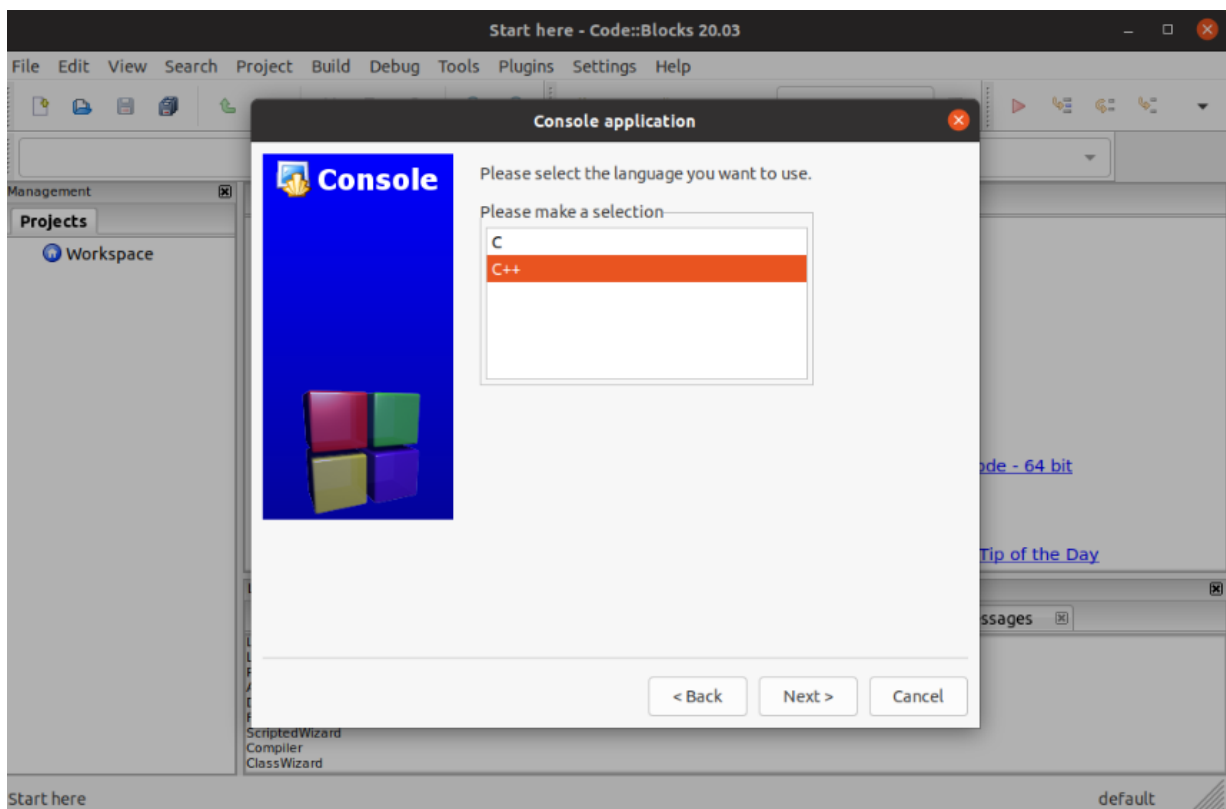 Start here - Code::Blocks 20.03
File Edit View Search Project Build Debug Tools Plugins Settings Help
Console application
Management
Projects
Workspace
Console
Please select the language you want to use.
Please make a selection
C
C++
- 64 bit
Tip of the Day
< Back Next > Cancel
ScriptedWizard
Compiler
ClassWizard
Start here default